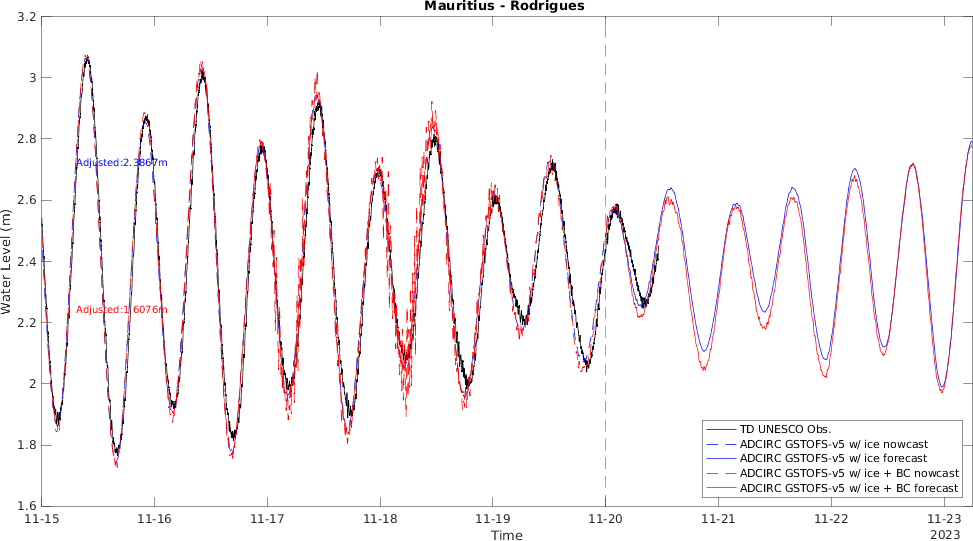 Mauritius - Rodrigues
3.2
3
2.8
2.6
2.4
2.2
2
1.8
1.6
Water Level (m)
Adjusted:2.3867m
Adjusted:1.6076m
TD UNESCO Obs.
ADCIRC GSTOFS-v5 w/ ice nowcast
ADCIRC GSTOFS-v5 w/ ice forecast
ADCIRC GSTOFS-v5 w/ ice + BC nowcast
ADCIRC GSTOFS-v5 w/ ice + BC forecast
11-15 11-16 11-17 11-18 11-19 11-20 11-21 11-22 11-23
Time
2023